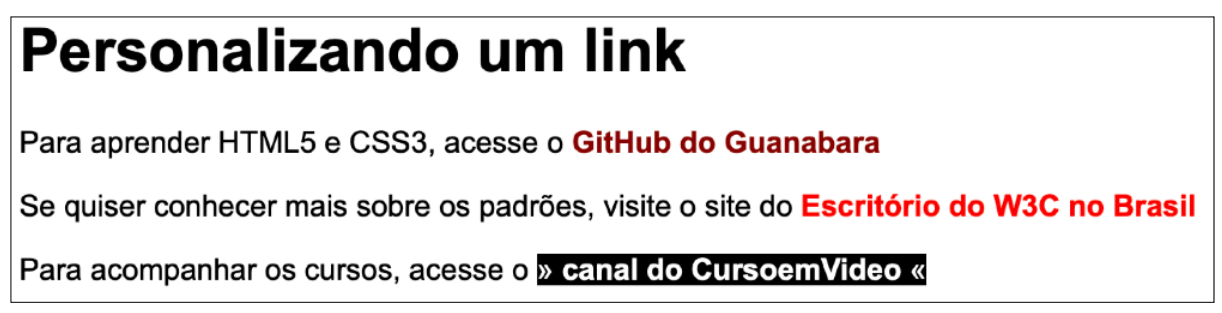 Personalizando um link
Para aprender HTML5 e CSS3, acesse o GitHub do Guanabara
Se quiser conhecer mais sobre os padrões, visite o site do Escritório do W3C no Brasil
Para acompanhar os cursos, acesse o » canal do CursoemVideo «